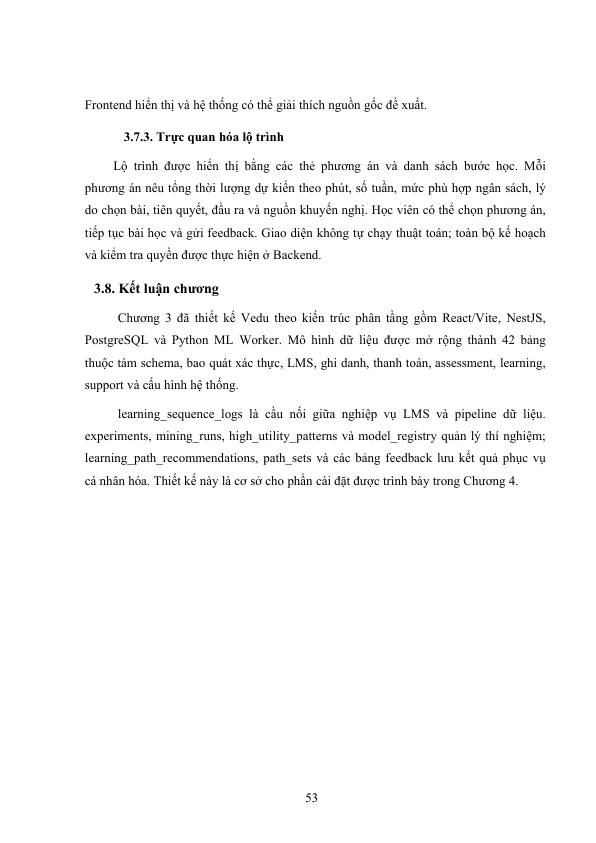 Frontend hiển thị và hệ thống có thể giải thích nguồn gốc đề xuất.
3.7.3. Trực quan hóa lộ trình
Lộ trình được hiển thị bằng các thẻ phương án và danh sách bước học. Mỗi
phương án nêu tổng thời lượng dự kiến theo phút, số tuần, mức phù hợp ngân sách, lý
do chọn bài, tiên quyết, đầu ra và nguồn khuyến nghị. Học viên có thể chọn phương án,
tiếp tục bài học và gửi feedback. Giao diện không tự chạy thuật toán; toàn bộ kế hoạch
và kiểm tra quyền được thực hiện ở Backend.
3.8. Kết luận chương
Chương 3 đã thiết kế Vedu theo kiến trúc phân tầng gồm React/Vite, NestJS,
PostgreSQL và Python ML Worker. Mô hình dữ liệu được mở rộng thành 42 bảng
thuộc tám schema, bao quát xác thực, LMS, ghi danh, thanh toán, assessment, learning,
support và cấu hình hệ thống.
learning_sequence_logs là cầu nối giữa nghiệp vụ LMS và pipeline dữ liệu.
experiments, mining_runs, high_utility_patterns và model_registry quản lý thí nghiệm;
learning_path_recommendations, path_sets và các bảng feedback lưu kết quả phục vụ
cá nhân hóa. Thiết kế này là cơ sở cho phần cài đặt được trình bày trong Chương 4.
53